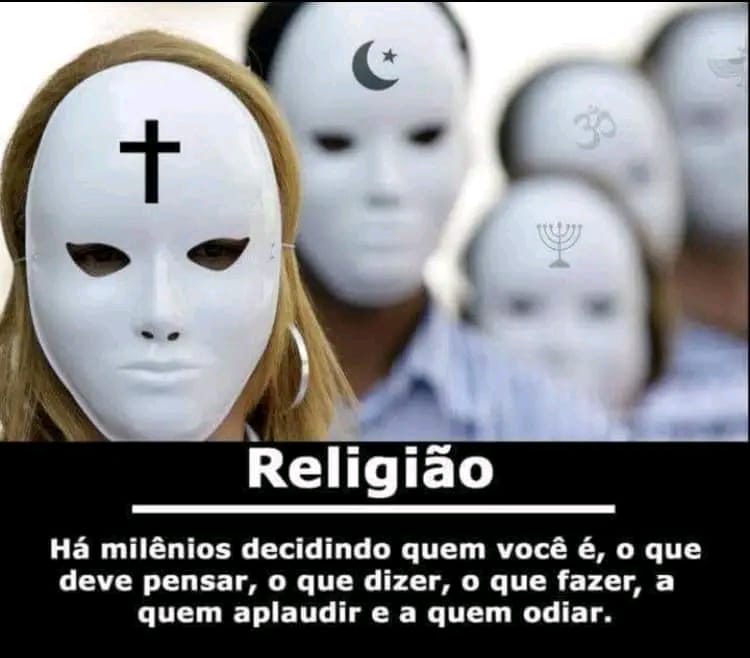 Religião
Há milênios decidindo quem você é, o que
deve pensar, o que dizer, o que fazer, a
quem aplaudir e a quem odiar.